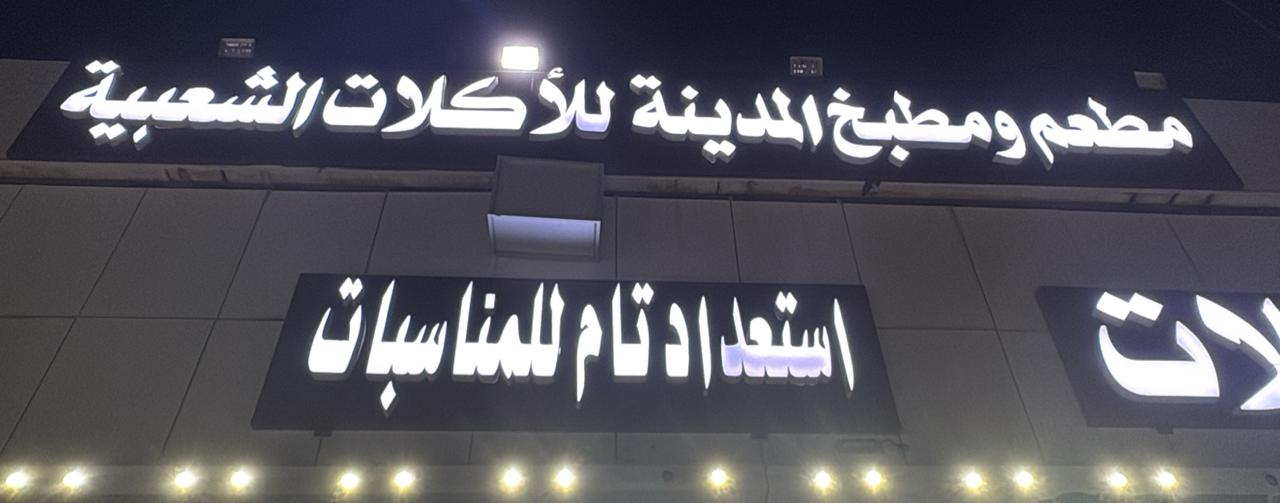 مطعم ومطبخ المدينة للأكلات الشعبية
استعداد تام للمناسبات